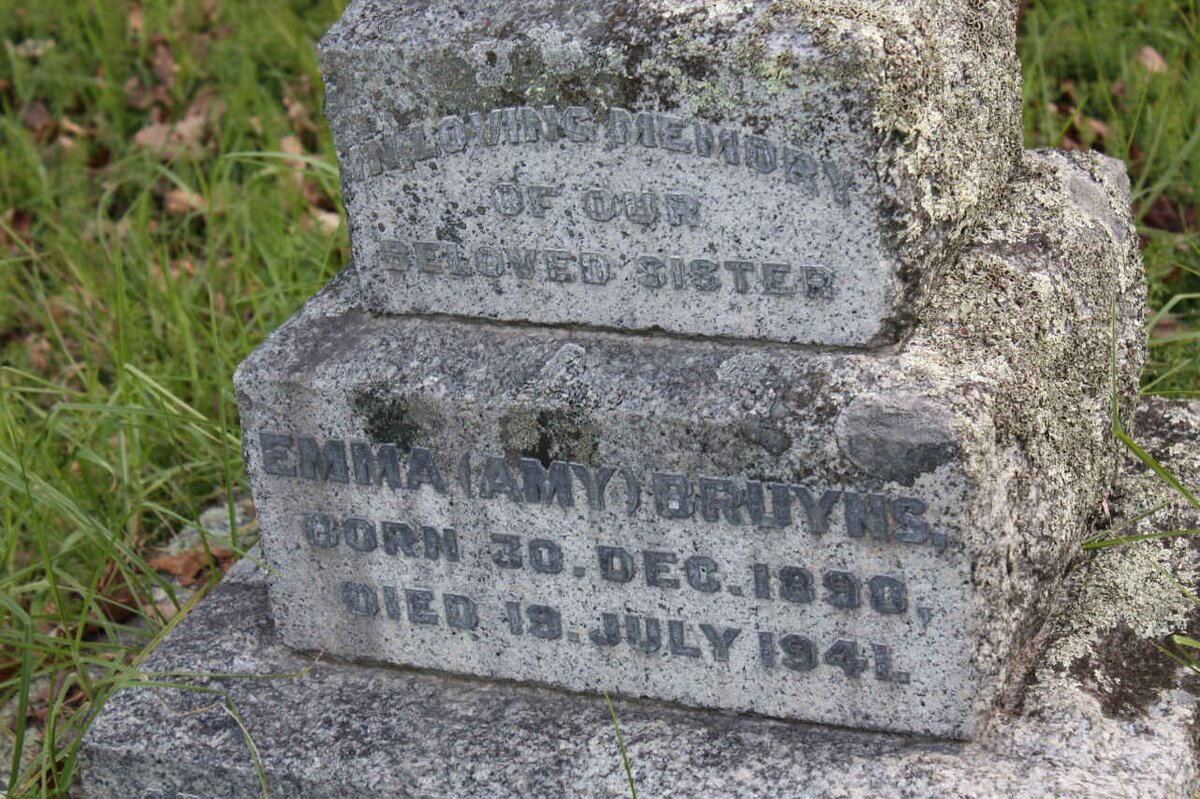 IN LOVING MEMORY
OF OUR
BELOVED SISTER
EMMA (AMY) BRUYNS,
BORN 30. DEC. 1890,
DIED 19. JULY 1941.